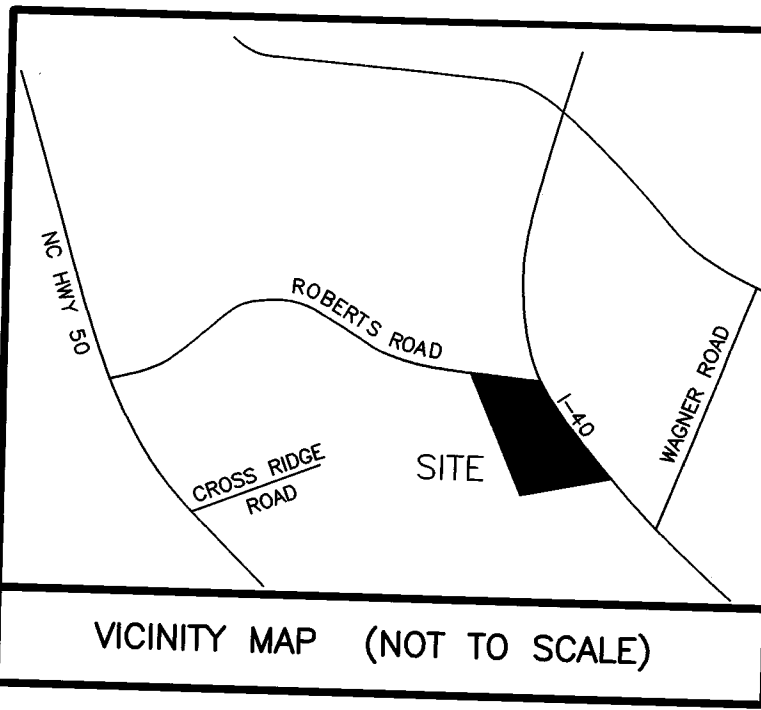 NC HWY 50
ROBERTS ROAD
I-40
WAGNER ROAD
CROSS RIDGE
ROAD
SITE
VICINITY MAP (NOT TO SCALE)